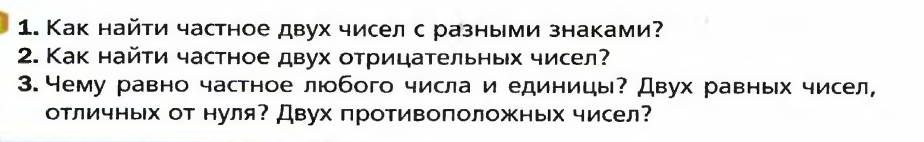 1. Как найти частное двух чисел с разными знаками?
2. Как найти частное двух отрицательных чисел?
3. Чему равно частное любого числа и единицы? Двух равных чисел,
отличных от нуля? Двух противоположных чисел?